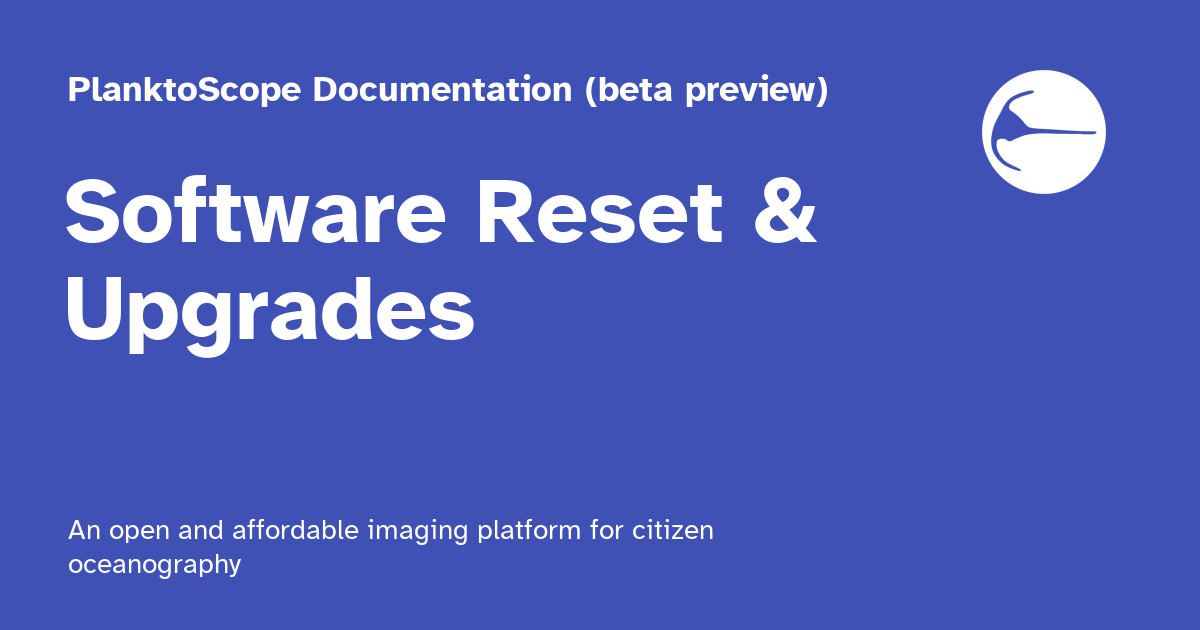 PlanktoScope Documentation (beta preview)
Software Reset &
Upgrades
An open and affordable imaging platform for citizen
oceanography